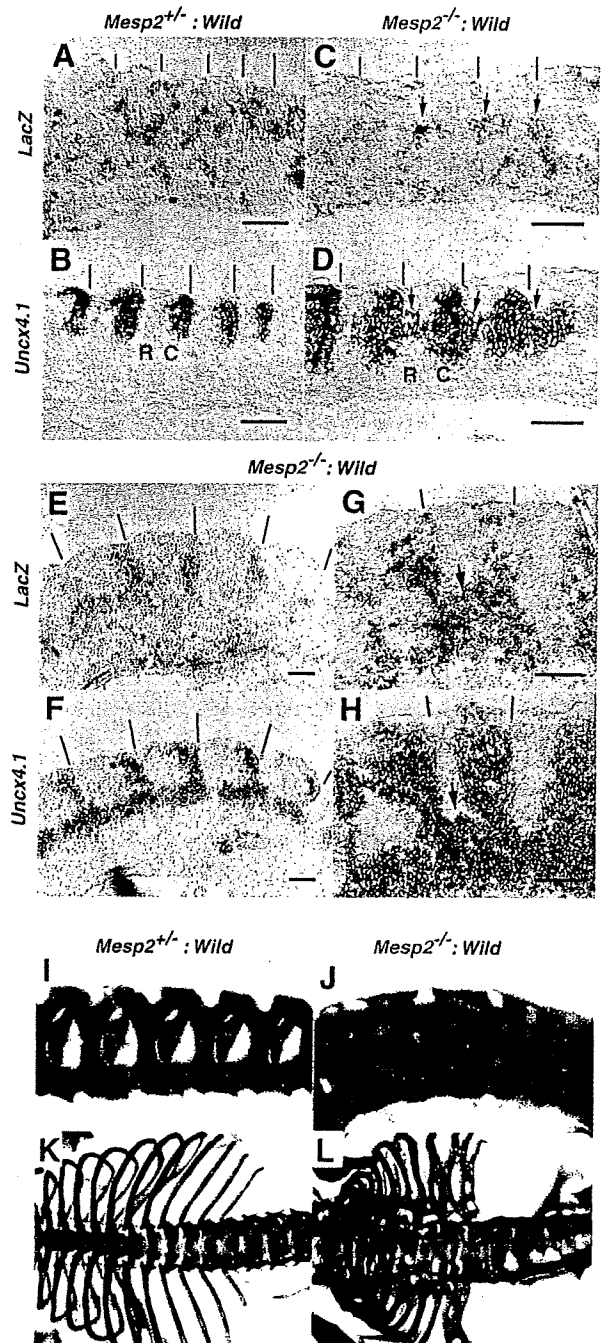 Mesp2+/- : Wild Mesp2-/- : Wild
A C
LacZ
B D
Uncx4.1
R C R C
Mesp2-/- : Wild
E G
LacZ
F H
Uncx4.1
Mesp2+/- : Wild Mesp2-/- : Wild
I J
K L